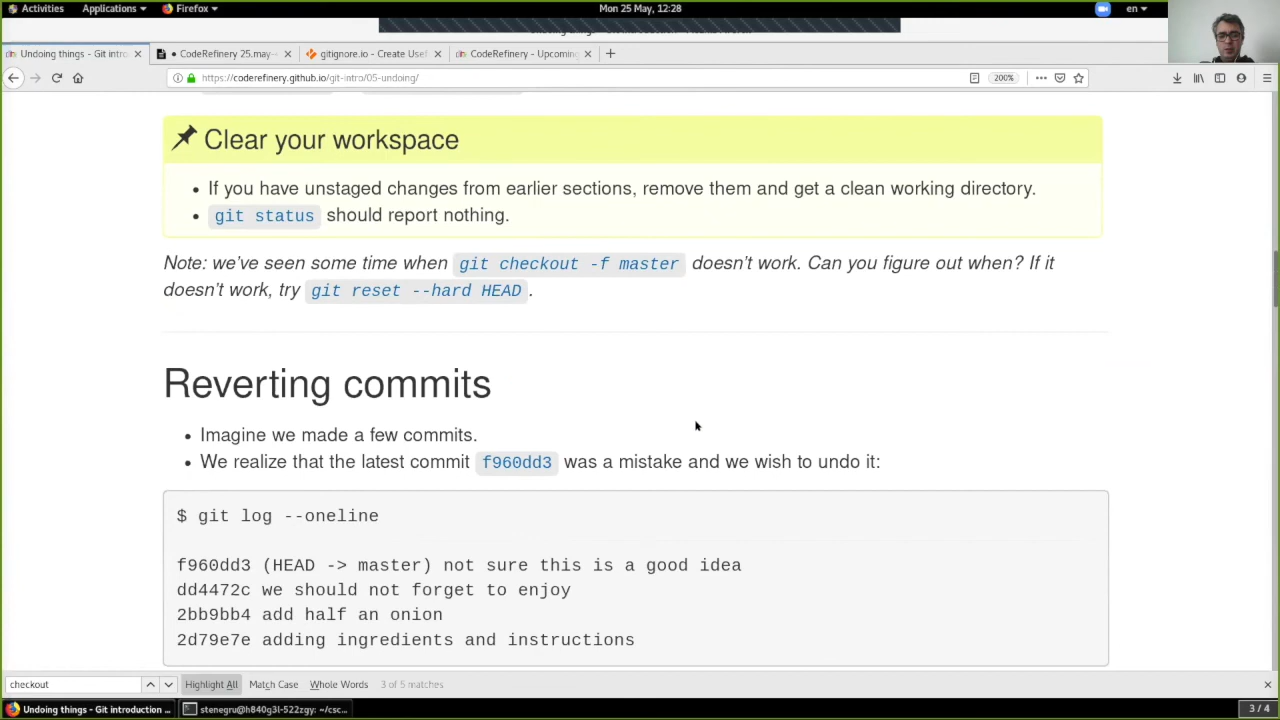 Activities Applications Firefox Mon 25 May, 12:28 en
Undoing things - Git intro CodeRefinery 25.may- gitignore.io - Create Usef CodeRefinery - Upcoming
https://coderefinery.github.io/git-intro/05-undoing/ 200%
Clear your workspace
• If you have unstaged changes from earlier sections, remove them and get a clean working directory.
• git status should report nothing.
Note: we've seen some time when git checkout -f master doesn't work. Can you figure out when? If it
doesn't work, try git reset --hard HEAD.
Reverting commits
• Imagine we made a few commits.
• We realize that the latest commit f960dd3 was a mistake and we wish to undo it:
$ git log --oneline
f960dd3 (HEAD -> master) not sure this is a good idea
dd4472c we should not forget to enjoy
2bb9bb4 add half an onion
2d79e7e adding ingredients and instructions
checkout Highlight All Match Case Whole Words 3 of 5 matches
Undoing things - Git introduction ... stenegru@h840g3l-522zgy: ~/csc... 3 / 4